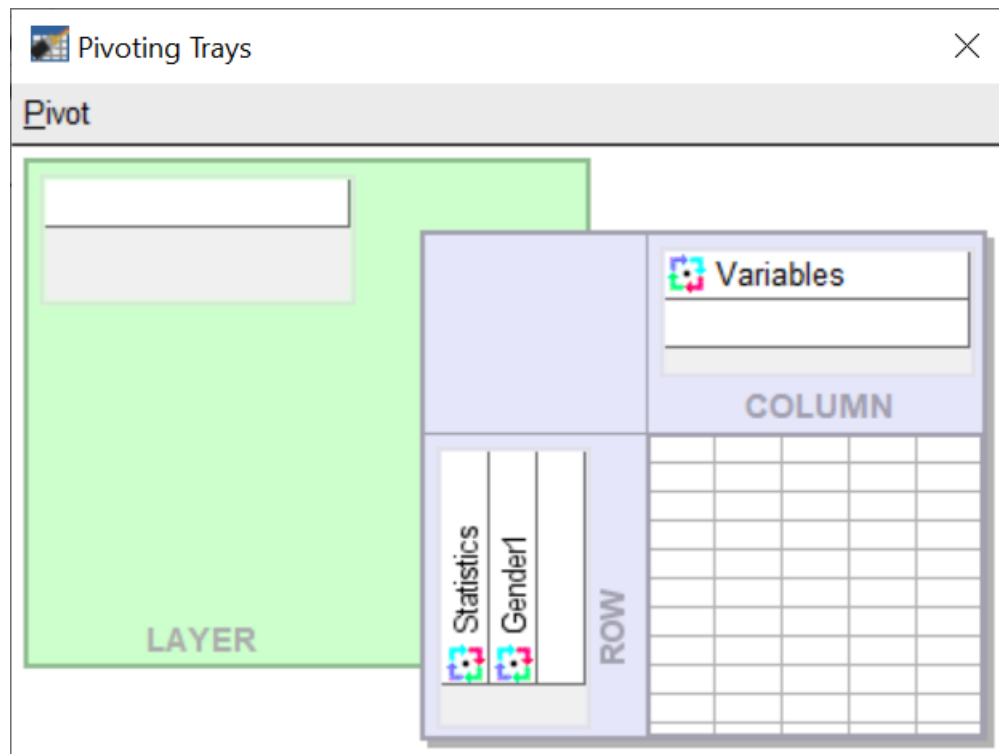 Pivoting Trays
Pivot
Variables
COLUMN
Statistics
Gender1
ROW
LAYER